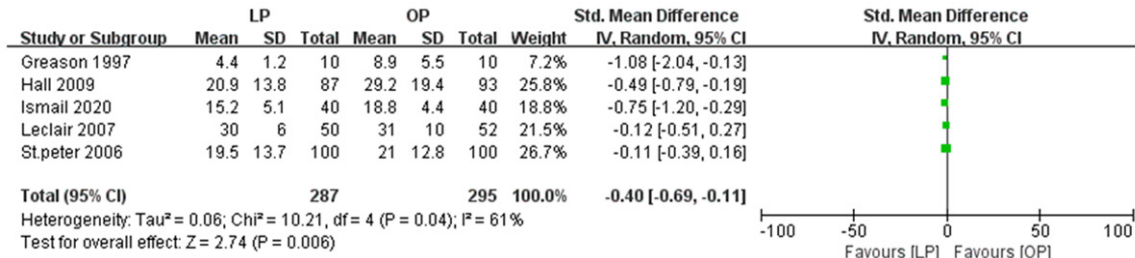 LP OP Std. Mean Difference Std. Mean Difference
Study or Subgroup Mean SD Total Mean SD Total Weight IV, Random, 95% CI IV, Random, 95% CI
Greason 1997 4.4 1.2 10 8.9 5.5 10 7.2% -1.08 [-2.04, -0.13]
Hall 2009 20.9 13.8 87 29.2 19.4 93 25.8% -0.49 [-0.79, -0.19]
Ismail 2020 15.2 5.1 40 18.8 4.4 40 18.8% -0.75 [-1.20, -0.29]
Leclair 2007 30 6 50 31 10 52 21.5% -0.12 [-0.51, 0.27]
St.peter 2006 19.5 13.7 100 21 12.8 100 26.7% -0.11 [-0.39, 0.16]
Total (95% CI) 287 295 100.0% -0.40 [-0.69, -0.11]
Heterogeneity: Tau² = 0.06; Chi² = 10.21, df = 4 (P = 0.04); I² = 61%
Test for overall effect: Z = 2.74 (P = 0.006)
-100 -50 0 50 100
Favours [LP] Favours [OP]